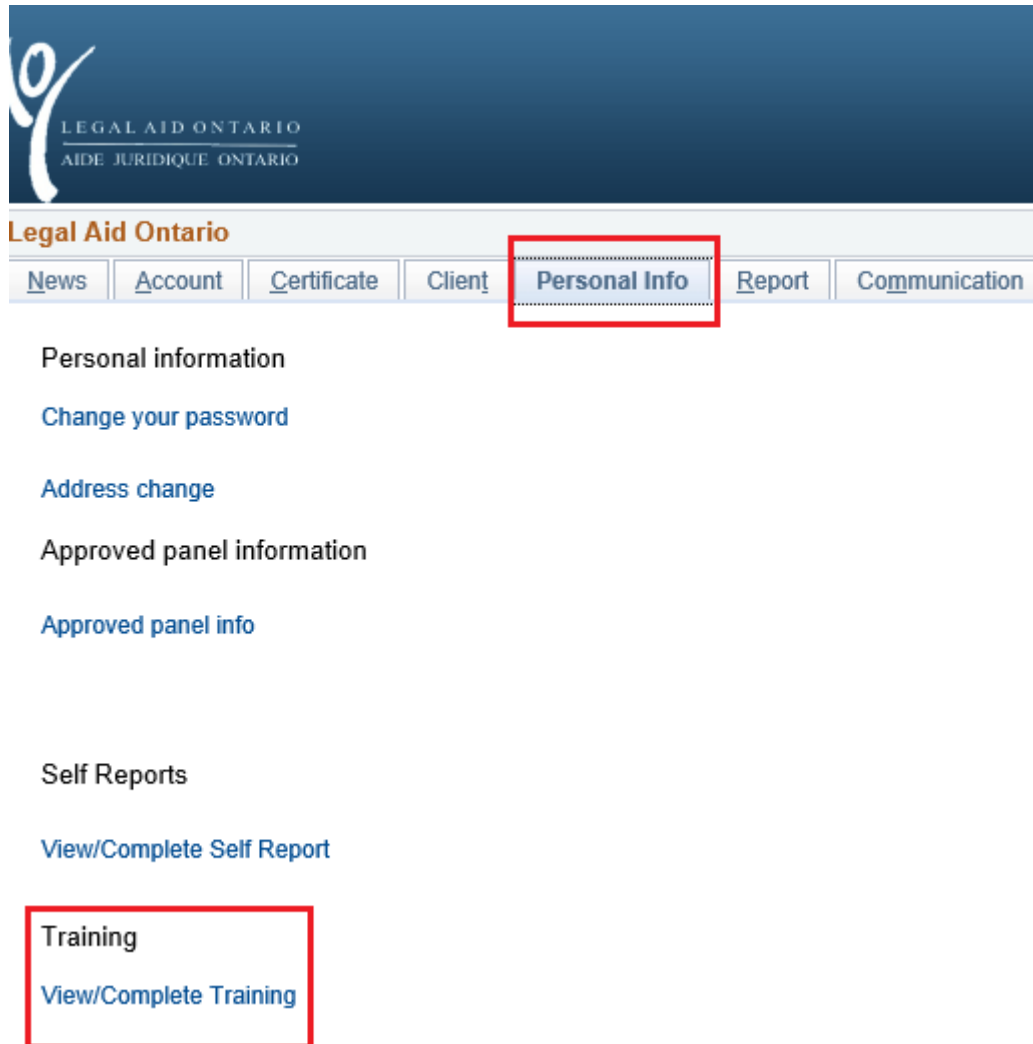 LEGAL AID ONTARIO
AIDE JURIDIQUE ONTARIO
Legal Aid Ontario
News Account Certificate Client Personal Info Report Communication
Personal information
Change your password
Address change
Approved panel information
Approved panel info
Self Reports
View/Complete Self Report
Training
View/Complete Training